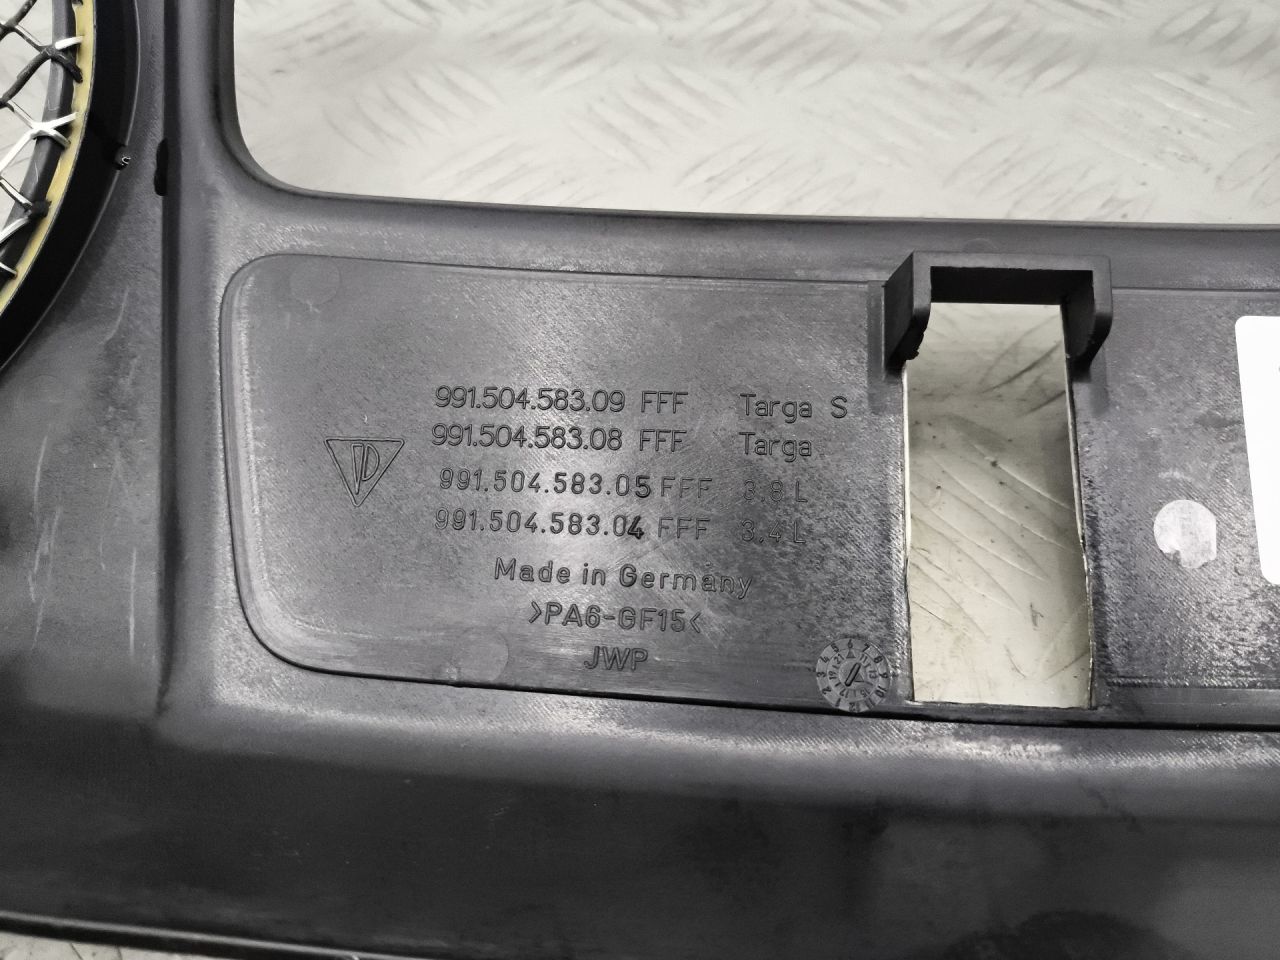 991.504.583.09 FFF Targa S
991.504.583.08 FFF Targa
991.504.583.05 FFF 3,8 L
991.504.583.04 FFF 3,4 L
Made in Germany
>PA6-GF15<
JWP